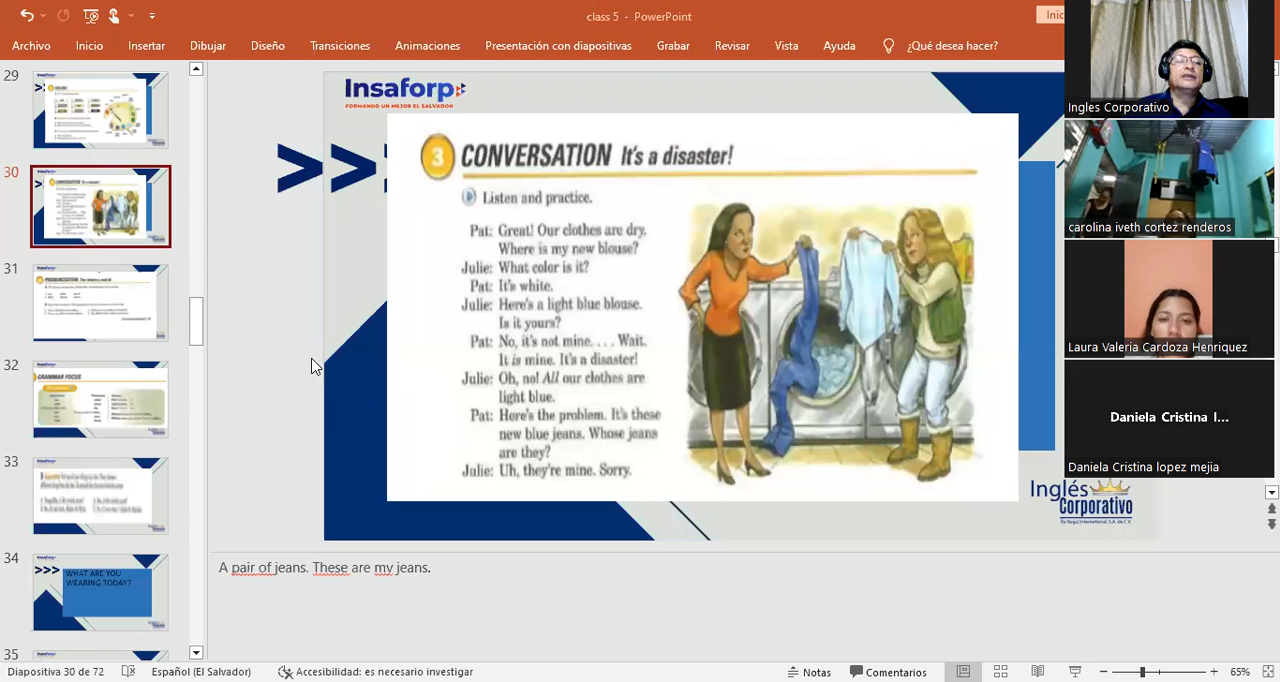 class 5 - PowerPoint
Inic
Archivo Inicio Insertar Dibujar Diseño Transiciones Animaciones Presentación con diapositivas Grabar Revisar Vista Ayuda ¿Qué desea hacer?
29
30
31
32
GRAMMAR FOCUS
33
34
WHAT ARE YOU
WEARING TODAY?
35
Insaforp
FORMANDO UN MEJOR EL SALVADOR
3 CONVERSATION It's a disaster!
Listen and practice.
Pat: Great! Our clothes are dry.
Where is my new blouse?
Julie: What color is it?
Pat: It's white.
Julie: Here's a light blue blouse.
Is it yours?
Pat: No, it's not mine. . . . Wait.
It is mine. It's a disaster!
Julie: Oh, no! All our clothes are
light blue.
Pat: Here's the problem. It's these
new blue jeans. Whose jeans
are they?
Julie: Uh, they're mine. Sorry.
Inglés
Corporativo
By Regal International, S.A. de C.V.
A pair of jeans. These are my jeans.
Ingles Corporativo
carolina iveth cortez renderos
Laura Valeria Cardoza Henriquez
Daniela Cristina l...
Daniela Cristina lopez mejia
Diapositiva 30 de 72 Español (El Salvador) Accesibilidad: es necesario investigar Notas Comentarios 65%